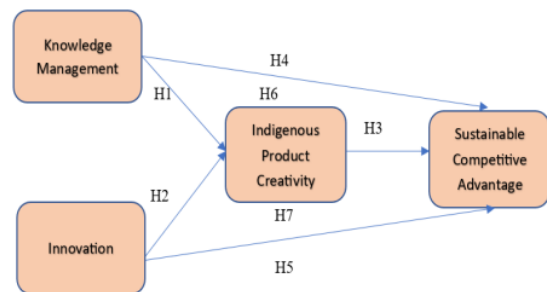 Knowledge
Management
H4
H1
H6
Indigenous
Product
Creativity
H3
Sustainable
Competitive
Advantage
H2
H7
Innovation
H5